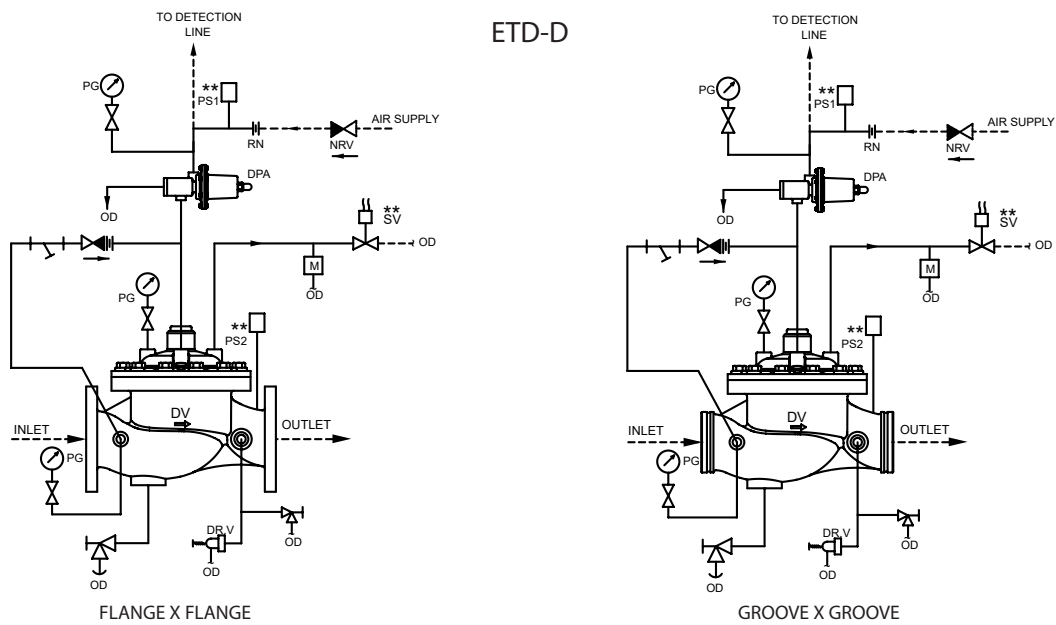 ETD-D
TO DETECTION
LINE
PG
**
PS1
AIR SUPPLY
RN
NRV
DPA
OD
**
SV
OD
M
OD
PG
**
PS2
DV
INLET
OUTLET
PG
DR.V
OD
OD
OD
FLANGE X FLANGE
TO DETECTION
LINE
PG
**
PS1
AIR SUPPLY
RN
NRV
DPA
OD
**
SV
OD
M
OD
PG
**
PS2
DV
INLET
OUTLET
PG
DR.V
OD
OD
OD
GROOVE X GROOVE